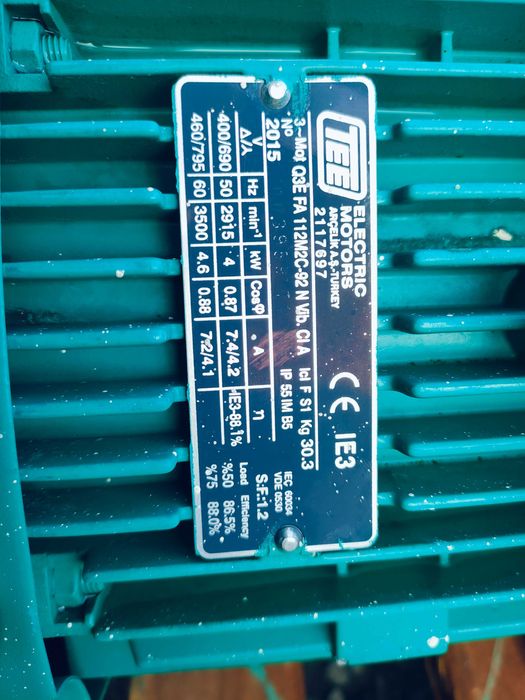 TEE
ELECTRIC
MOTORS
ARÇELİK A.Ş.-TURKEY
2117697
CE IE3
3~Mot Q3E FA 112M2C-92 N Vib. Cl A Icl F S1 Kg 30.3
Nº
IP 55 IM B5
2015
IEC 60034
VDE 0530
V Δ/⅄ Hz min⁻¹ kW Cosφ A η S.F.:1.2
400/690 50 2915 4 0.87 7.4/4.2 IE3-88.1%
Load Efficiency
%50 86.5%
460/795 60 3500 4.6 0.88 7.2/4.1
%75 88.0%